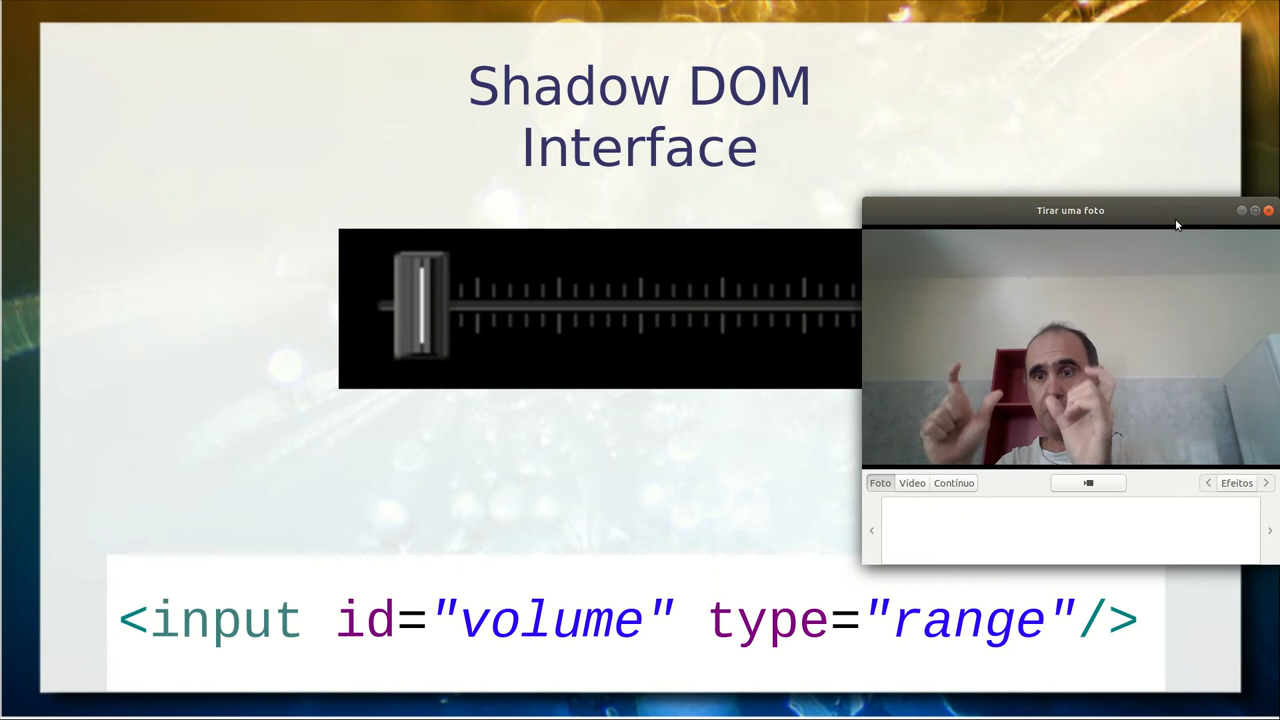 Shadow DOM
Interface
Tirar uma foto
Foto Vídeo Contínuo
Efeitos
<input id="volume" type="range"/>